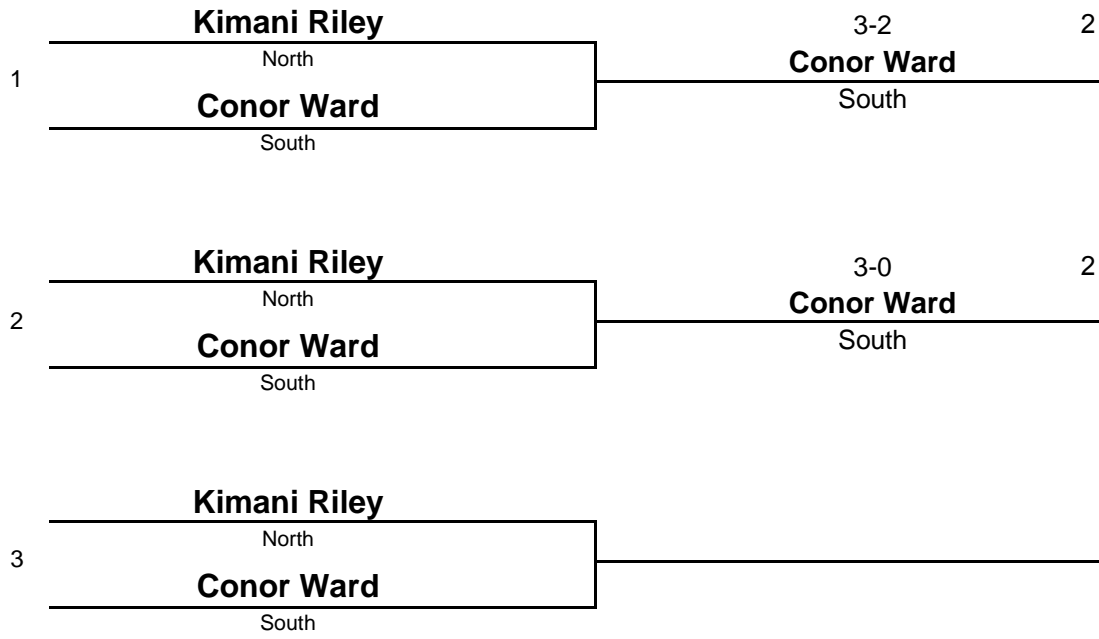 Kimani Riley
North
1
Conor Ward
South
3-2 2
Conor Ward
South
Kimani Riley
North
2
Conor Ward
South
3-0 2
Conor Ward
South
Kimani Riley
North
3
Conor Ward
South